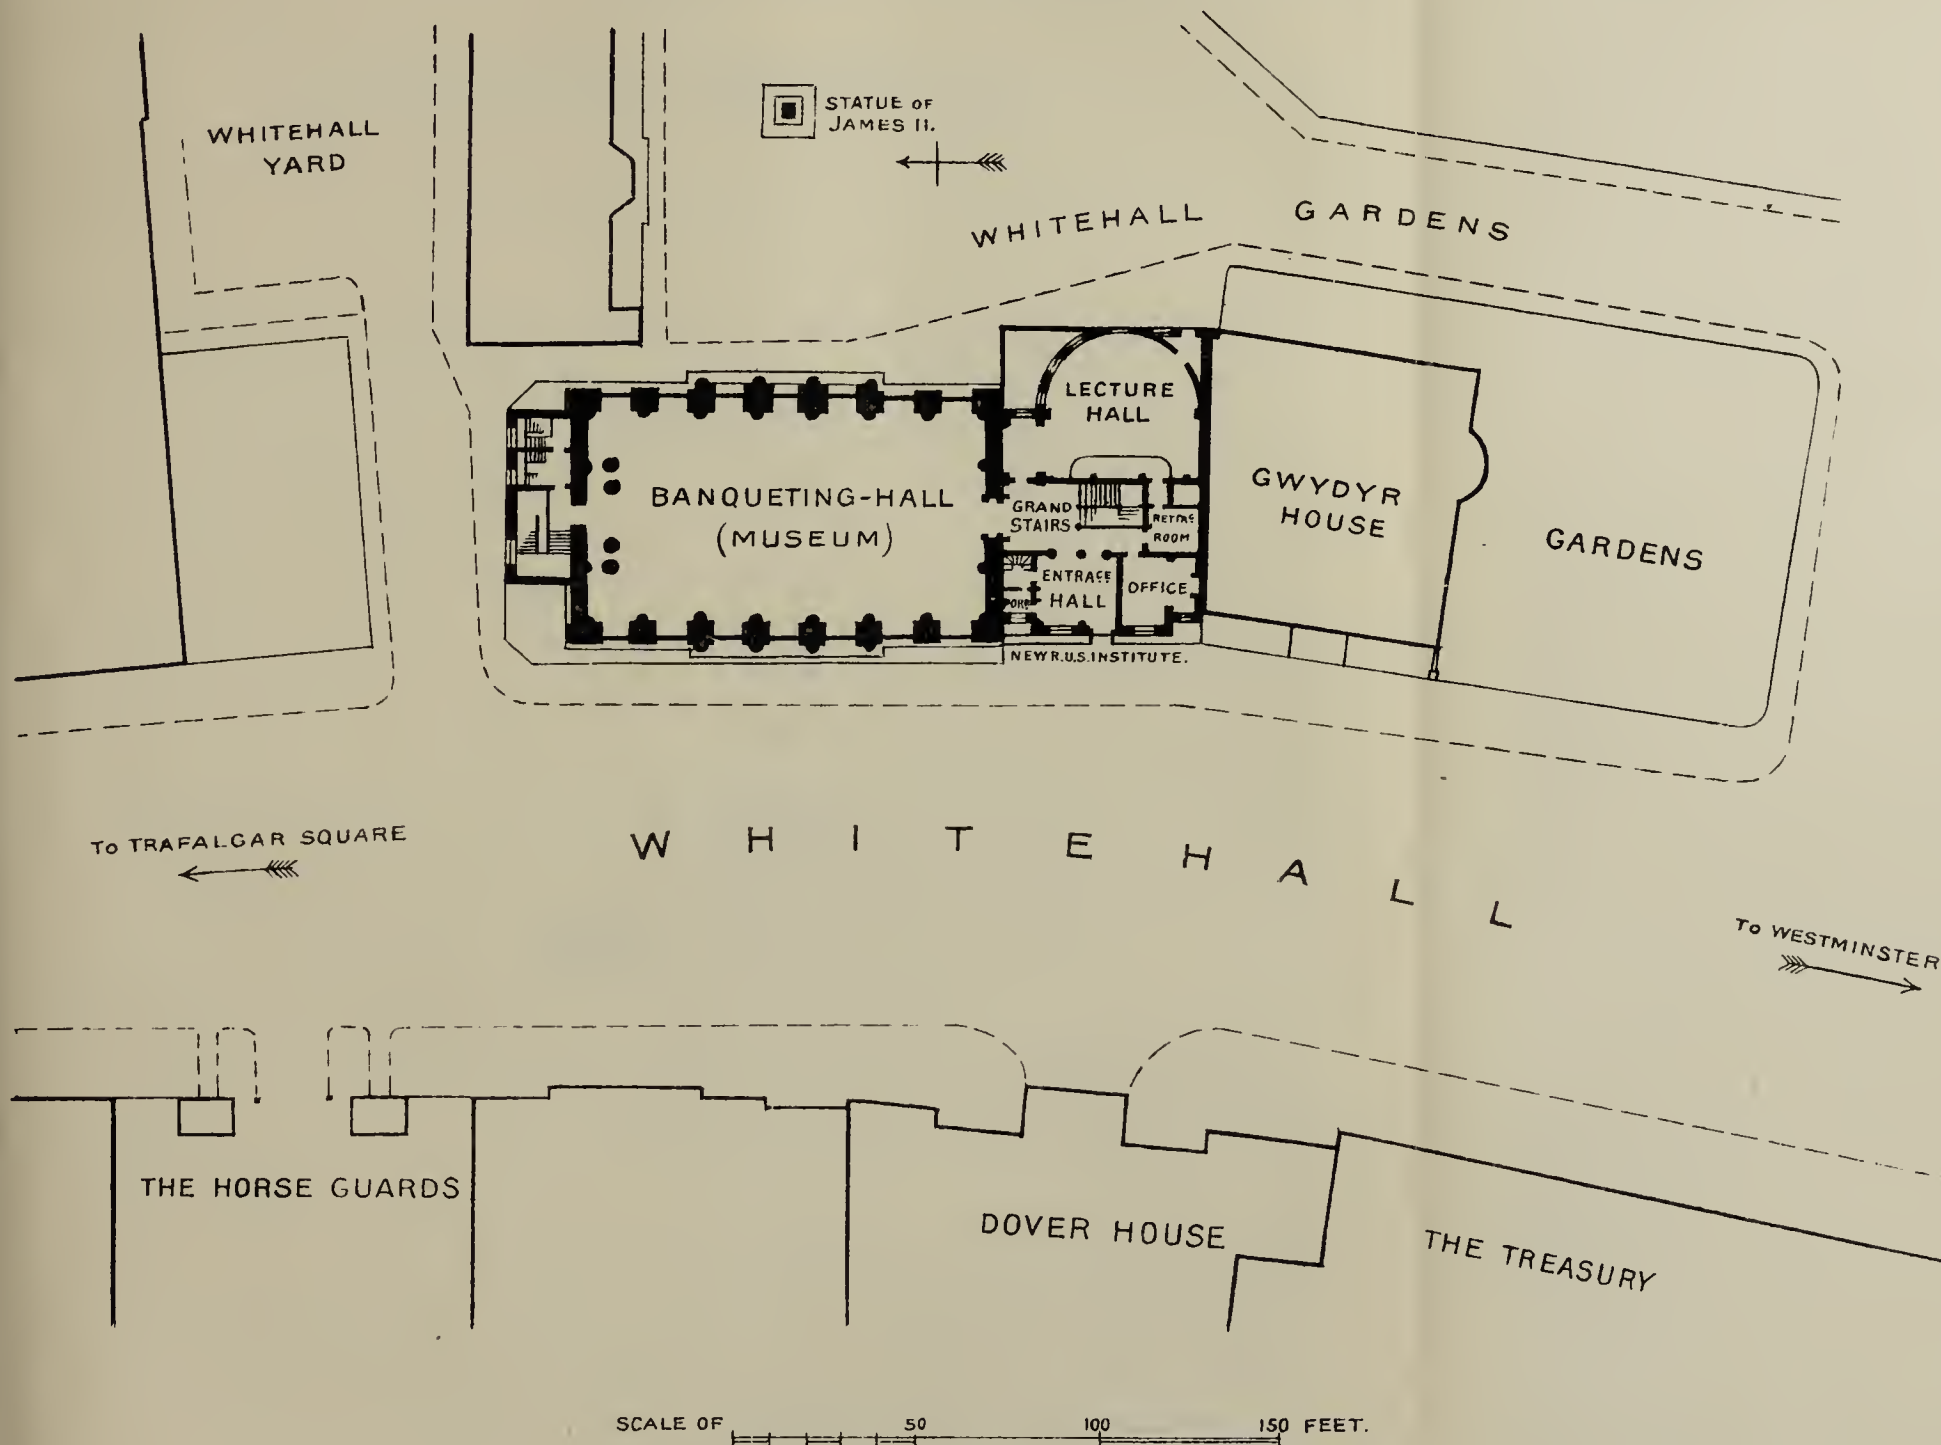 WHITEHALL
YARD
STATUE OF
JAMES II.
WHITEHALL GARDENS
LECTURE
HALL
BANQUETING-HALL
(MUSEUM)
GRAND
STAIRS
ROOM
GWYDYR
HOUSE
GARDENS
ENTRACE
HALL
OFFICE
NEW R.U.S. INSTITUTE.
To TRAFALGAR SQUARE
WHITEHALL
To WESTMINSTER
THE HORSE GUARDS
DOVER HOUSE
THE TREASURY
SCALE OF 50 100 150 FEET.